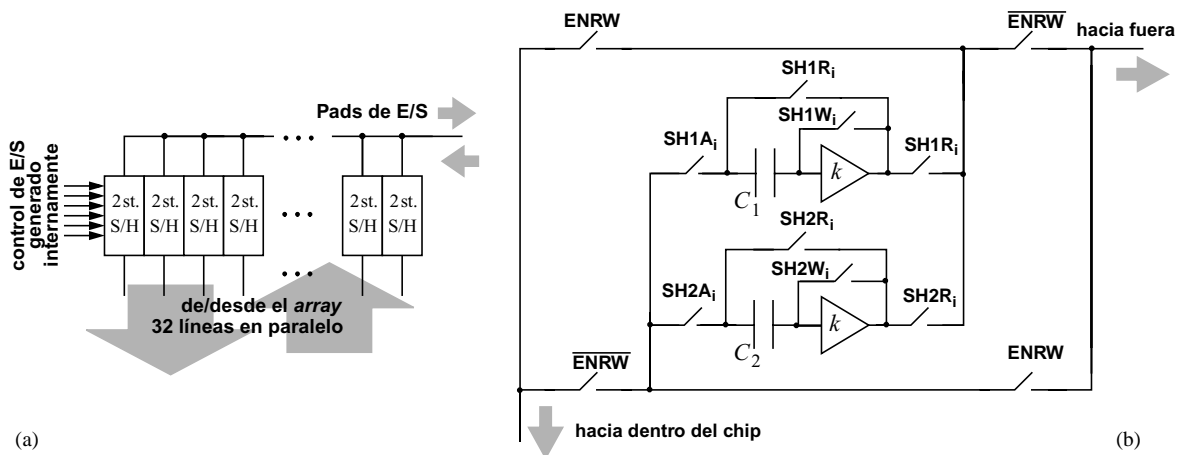 Pads de E/S
control de E/S
generado
internamente
2st.
S/H
2st.
S/H
2st.
S/H
2st.
S/H
2st.
S/H
2st.
S/H
de/desde el array
32 líneas en paralelo
(a)
ENRW
ENRW
hacia fuera
SH1Ri
SH1Wi
SH1Ai
SH1Ri
k
C1
SH2Ri
SH2Wi
SH2Ai
SH2Ri
k
C2
ENRW
ENRW
hacia dentro del chip
(b)